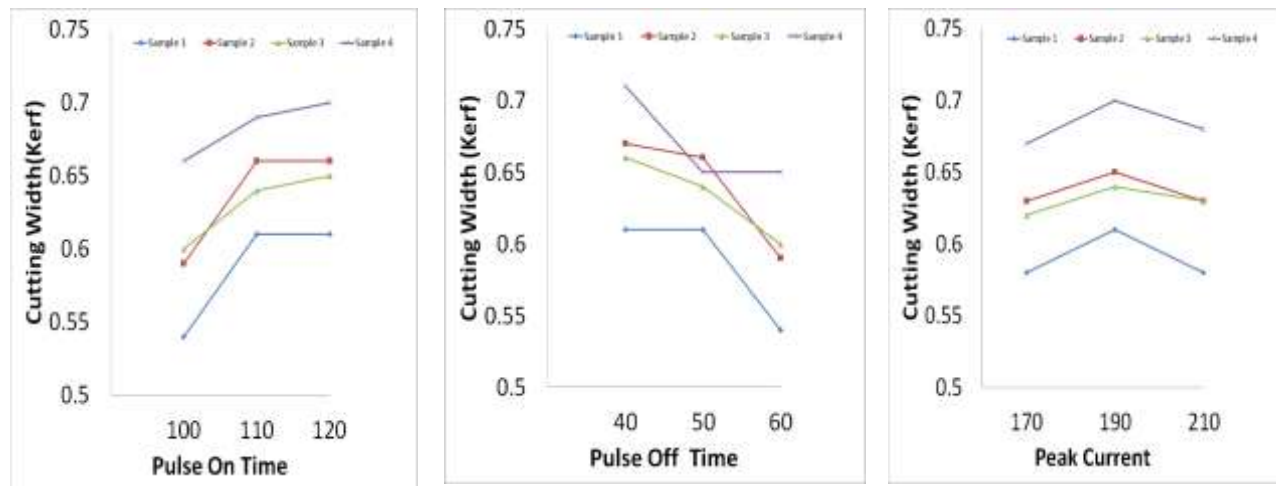 0.75
Sample 1 Sample 2 Sample 3 Sample 4
0.7
0.65
0.6
0.55
0.5
Cutting Width(Kerf)
100 110 120
Pulse On Time
0.75
Sample 1 Sample 2 Sample 3 Sample 4
0.7
0.65
0.6
0.55
0.5
Cutting Width (Kerf)
40 50 60
Pulse Off Time
0.75
Sample 1 Sample 2 Sample 3 Sample 4
0.7
0.65
0.6
0.55
0.5
Cutting Width (Kerf)
170 190 210
Peak Current